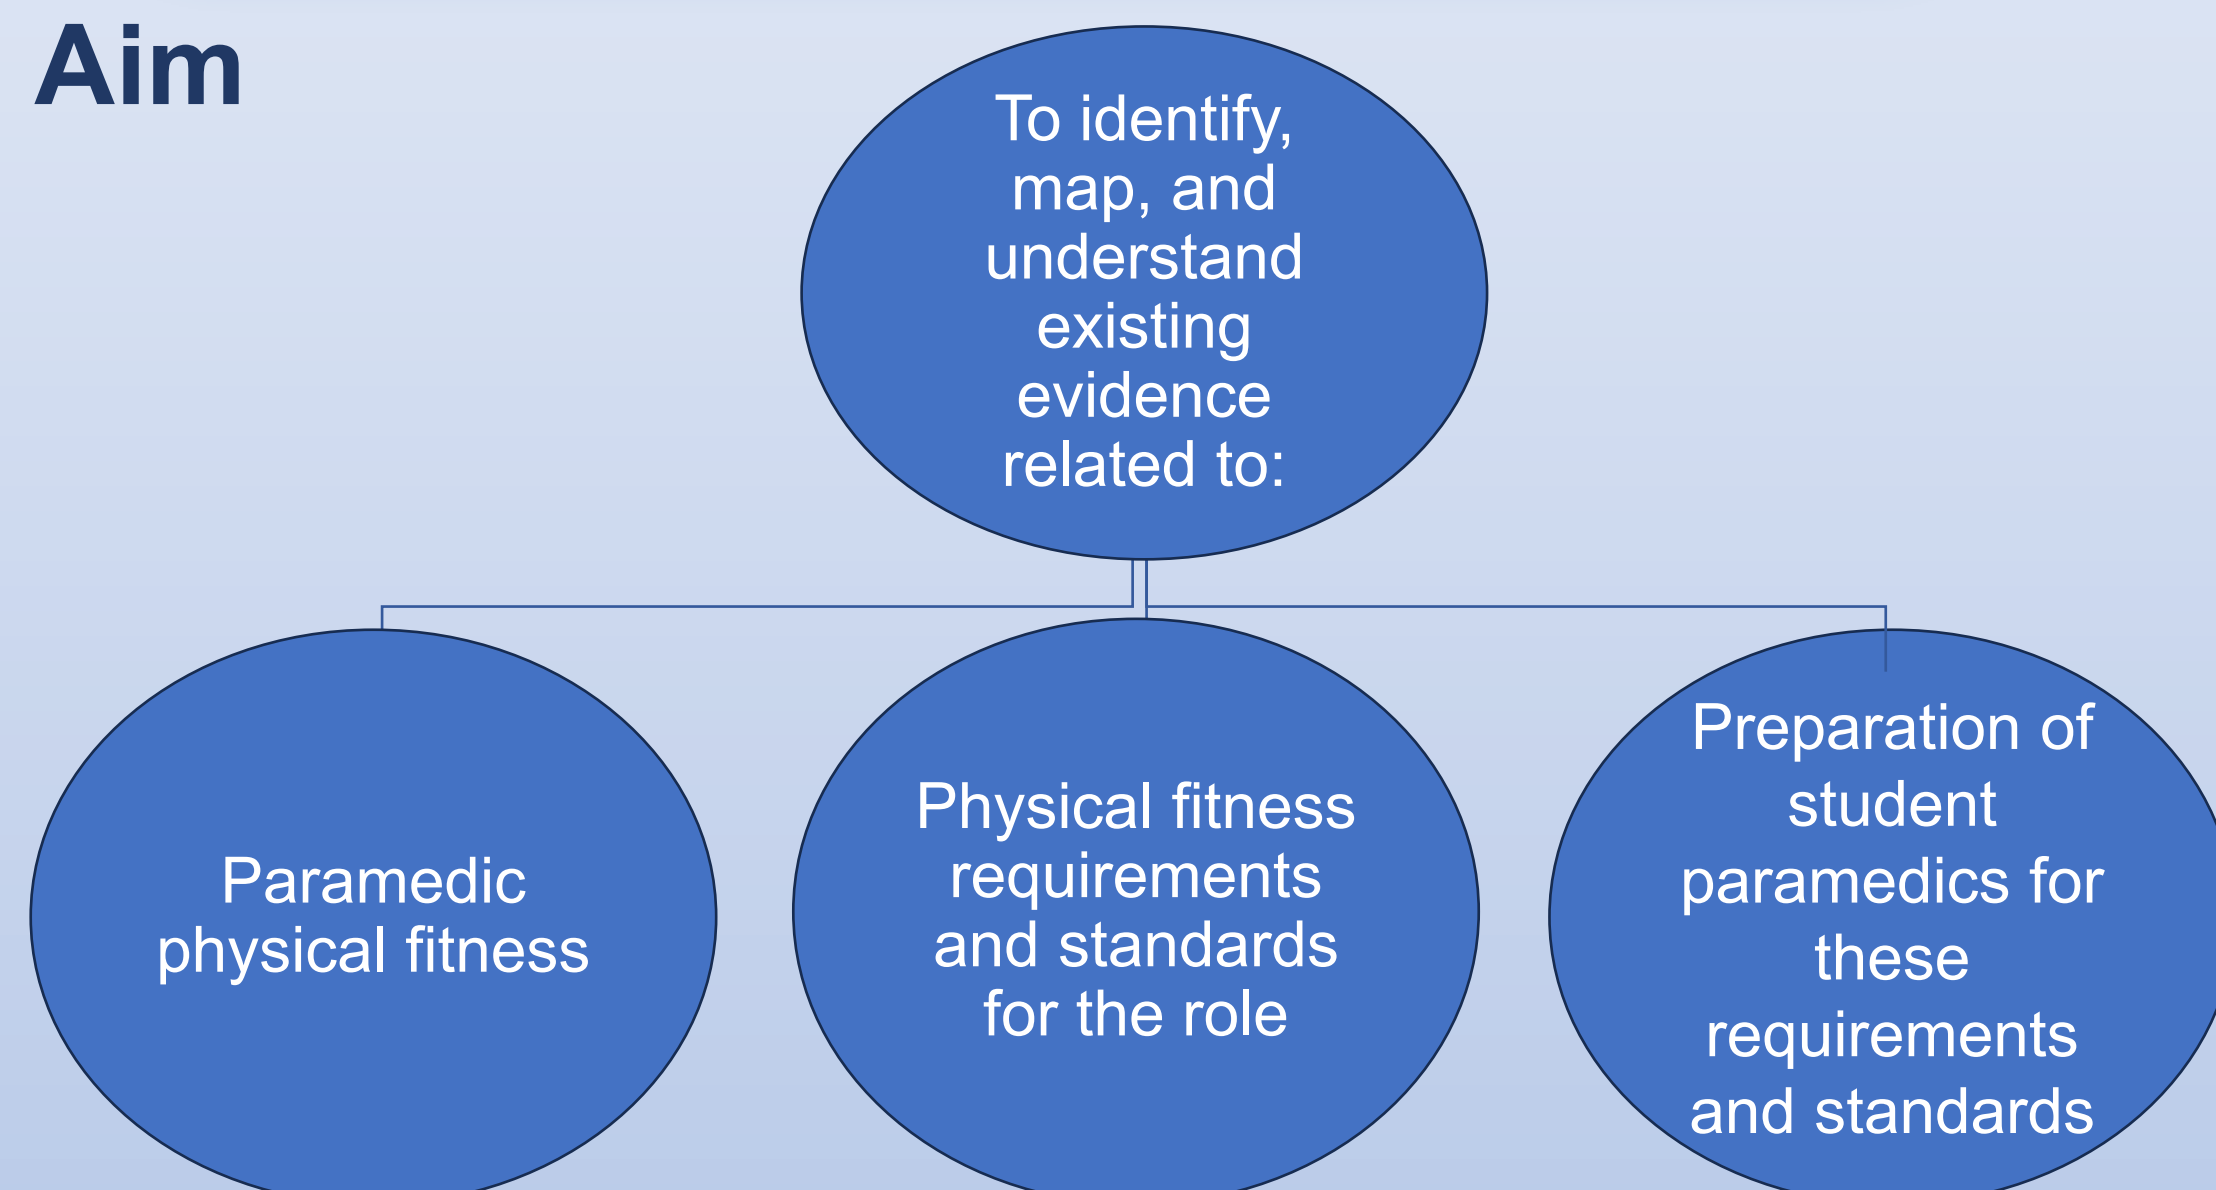 Aim
To identify,
map, and
understand
existing
evidence
related to:
Paramedic
physical fitness
Physical fitness
requirements
and standards
for the role
Preparation of
student
paramedics for
these
requirements
and standards